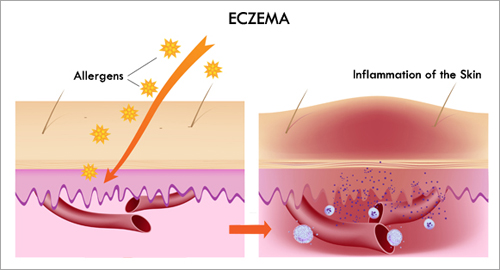 ECZEMA
Allergens
Inflammation of the Skin